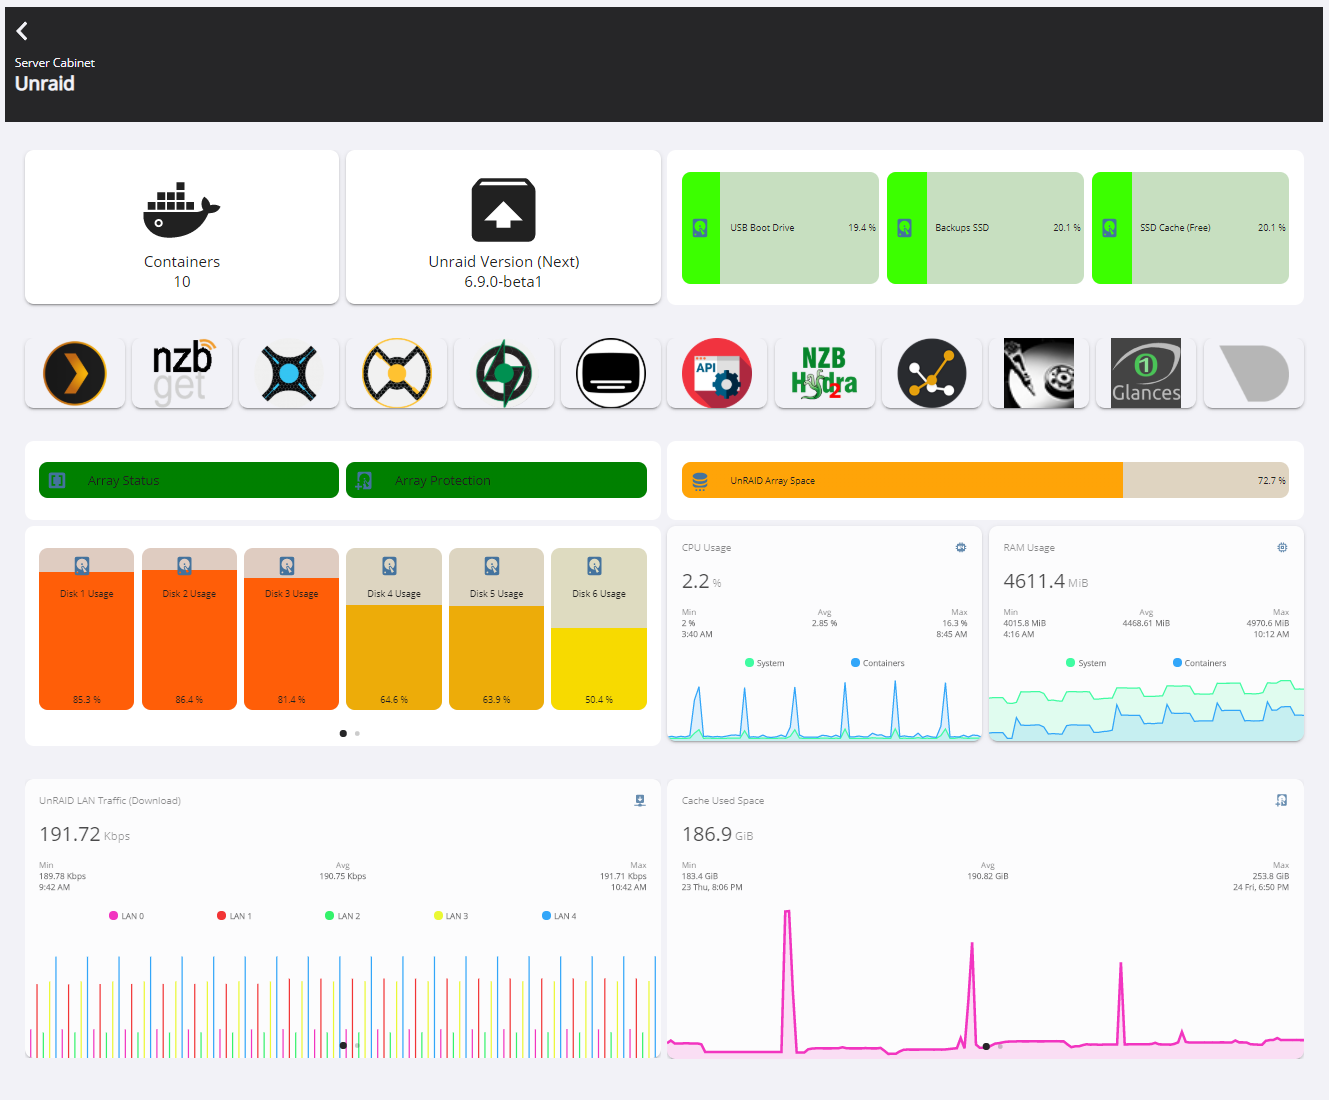 Server Cabinet
Unraid
Containers
10
Unraid Version (Next)
6.9.0-beta1
USB Boot Drive 19.4 %
Backups SSD 20.1 %
SSD Cache (Free) 20.1 %
nzb
get
API
NZB
Hydra
2
1
Glances
Array Status
Array Protection
UnRAID Array Space 72.7 %
Disk 1 Usage
85.3 %
Disk 2 Usage
86.4 %
Disk 3 Usage
81.4 %
Disk 4 Usage
64.6 %
Disk 5 Usage
63.9 %
Disk 6 Usage
50.4 %
CPU Usage
2.2 %
Min Avg Max
2 % 2.85 % 16.3 %
3:40 AM 8:45 AM
System Containers
RAM Usage
4611.4 MiB
Min Avg Max
4015.8 MiB 4468.61 MiB 4970.6 MiB
4:16 AM 10:12 AM
System Containers
UnRAID LAN Traffic (Download)
191.72 Kbps
Min Avg Max
189.78 Kbps 190.75 Kbps 191.71 Kbps
9:42 AM 10:42 AM
LAN 0 LAN 1 LAN 2 LAN 3 LAN 4
Cache Used Space
186.9 GiB
Min Avg Max
183.4 GiB 190.82 GiB 253.8 GiB
23 Thu, 8:06 PM 24 Fri, 6:50 PM